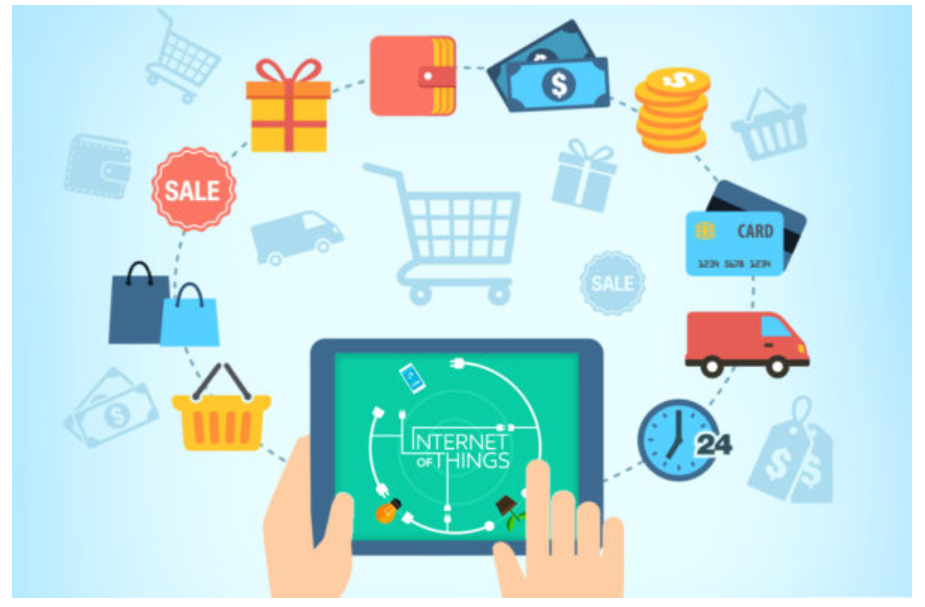 $
$
SALE
CARD
1234 5678 1234
SALE
$
24
INTERNET
OF THINGS
$ $